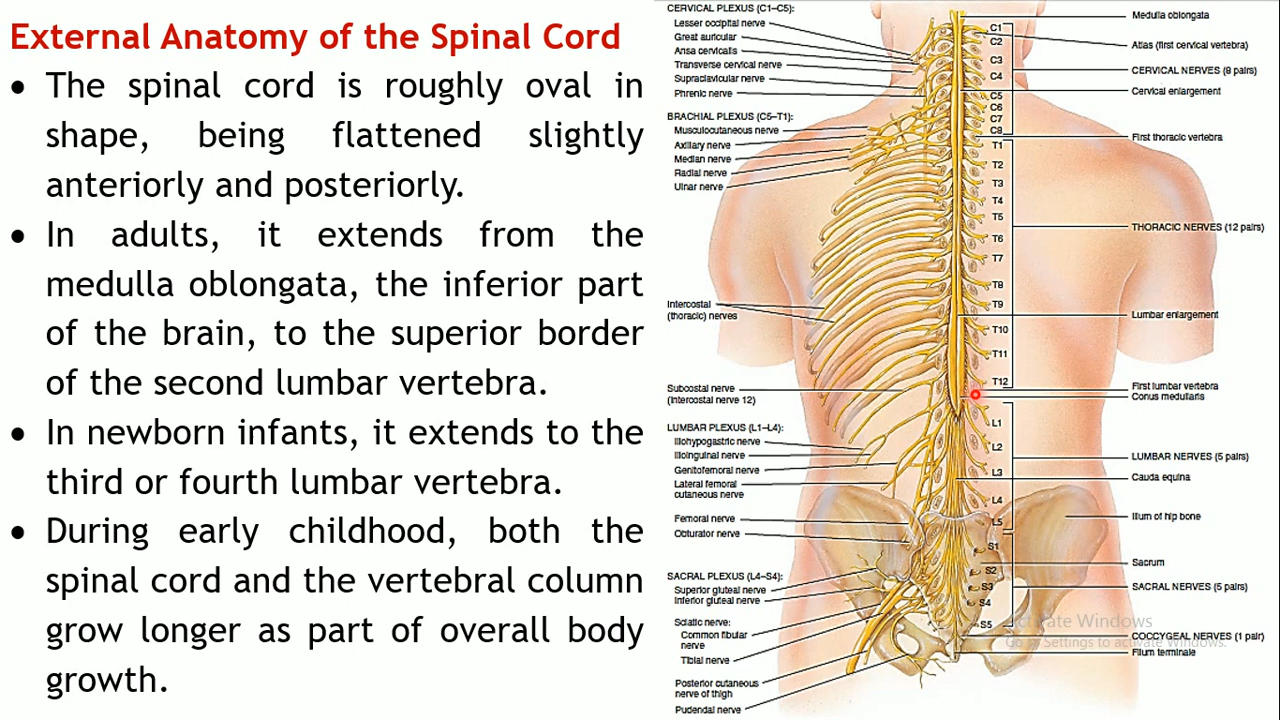 External Anatomy of the Spinal Cord
• The spinal cord is roughly oval in
shape, being flattened slightly
anteriorly and posteriorly.
• In adults, it extends from the
medulla oblongata, the inferior part
of the brain, to the superior border
of the second lumbar vertebra.
• In newborn infants, it extends to the
third or fourth lumbar vertebra.
• During early childhood, both the
spinal cord and the vertebral column
grow longer as part of overall body
growth.
CERVICAL PLEXUS (C1–C5):
Lesser occipital nerve
Great auricular
Ansa cervicalis
Transverse cervical nerve
Supraclavicular nerve
Phrenic nerve
BRACHIAL PLEXUS (C5–T1):
Musculocutaneous nerve
Axillary nerve
Median nerve
Radial nerve
Ulnar nerve
Intercostal
(thoracic) nerves
Subcostal nerve
(intercostal nerve 12)
LUMBAR PLEXUS (L1–L4):
Iliohypogastric nerve
Ilioinguinal nerve
Genitofemoral nerve
Lateral femoral
cutaneous nerve
Femoral nerve
Obturator nerve
SACRAL PLEXUS (L4–S4):
Superior gluteal nerve
Inferior gluteal nerve
Sciatic nerve:
Common fibular
nerve
Tibial nerve
Posterior cutaneous
nerve of thigh
Pudendal nerve
C1
C2
C3
C4
C5
C6
C7
C8
T1
T2
T3
T4
T5
T6
T7
T8
T9
T10
T11
T12
L1
L2
L3
L4
L5
S1
S2
S3
S4
S5
Medulla oblongata
Atlas (first cervical vertebra)
CERVICAL NERVES (8 pairs)
Cervical enlargement
First thoracic vertebra
THORACIC NERVES (12 pairs)
Lumbar enlargement
First lumbar vertebra
Conus medullaris
LUMBAR NERVES (5 pairs)
Cauda equina
Ilium of hip bone
Sacrum
SACRAL NERVES (5 pairs)
Activate Windows
COCCYGEAL NERVES (1 pair)
Go to Settings to activate Windows.
Filum terminale